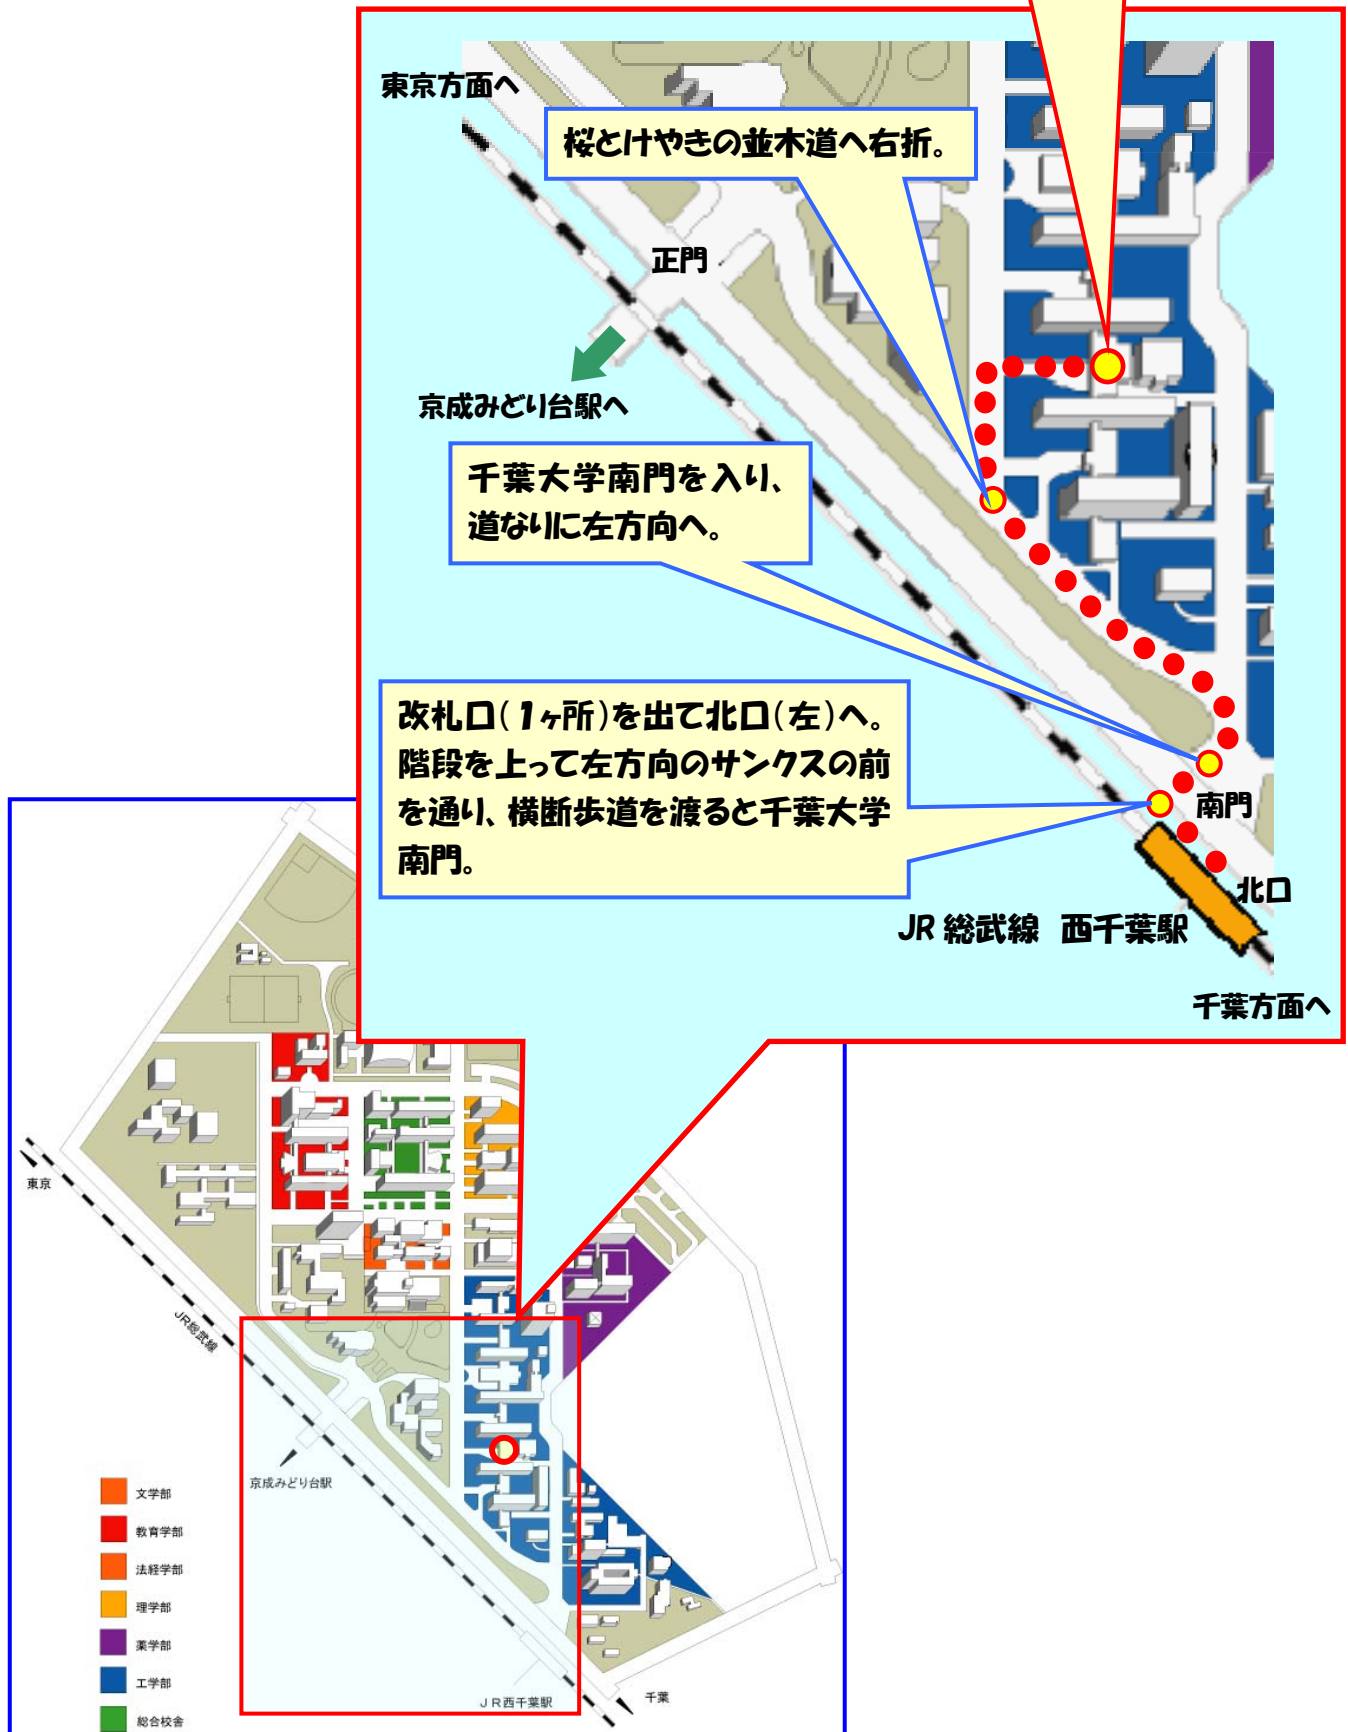 東京方面へ
桜とけやきの並木道へ右折。
正門
京成みどり台駅へ
千葉大学南門を入り、
道なりに左方向へ。
改札口(1ヶ所)を出て北口(左)へ。
階段を上って左方向のサンクスの前
を通り、横断歩道を渡ると千葉大学
南門。
南門
北口
JR 総武線 西千葉駅
千葉方面へ
東京
JR総武線
京成みどり台駅
文学部
教育学部
法経学部
理学部
薬学部
工学部
総合校舎
JR西千葉駅
千葉